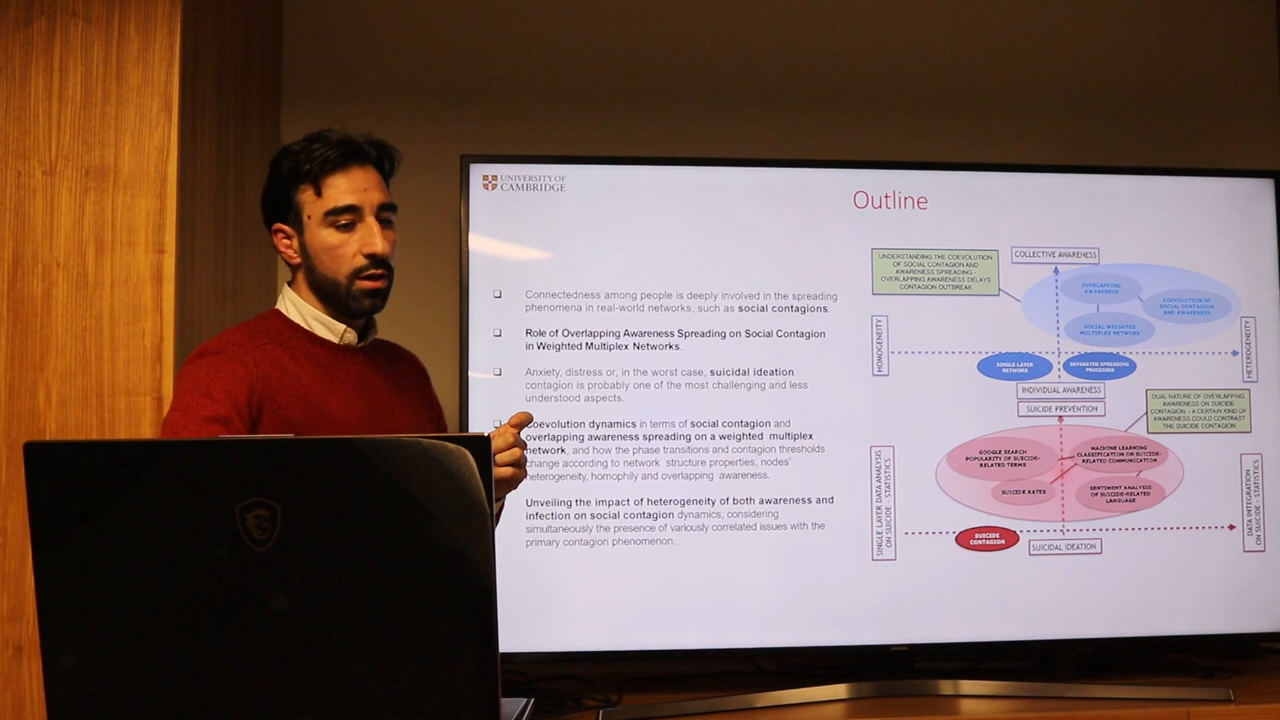 UNIVERSITY OF
CAMBRIDGE
Outline
Connectedness among people is deeply involved in the spreading
phenomena in real-world networks, such as social contagions.
Role of Overlapping Awareness Spreading on Social Contagion
in Weighted Multiplex Networks.
Anxiety, distress or, in the worst case, suicidal ideation
contagion is probably one of the most challenging and less
understood aspects.
Coevolution dynamics in terms of social contagion and
overlapping awareness spreading on a weighted multiplex
network, and how the phase transitions and contagion thresholds
change according to network structure properties, nodes'
heterogeneity, homophily and overlapping awareness.
Unveiling the impact of heterogeneity of both awareness and
infection on social contagion dynamics, considering
simultaneously the presence of variously correlated issues with the
primary contagion phenomenon.
UNDERSTANDING THE COEVOLUTION
OF SOCIAL CONTAGION AND
AWARENESS SPREADING -
OVERLAPPING AWARENESS DELAYS
CONTAGION OUTBREAK
COLLECTIVE AWARENESS
OVERLAPPING
AWARENESS
COEVOLUTION OF
SOCIAL CONTAGION
AND AWARENESS
SOCIAL WEIGHTED
MULTIPLEX NETWORK
HOMOGENEITY
HETEROGENEITY
SINGLE LAYER
NETWORK
SEPARATED SPREADING
PROCESSES
INDIVIDUAL AWARENESS
SUICIDE PREVENTION
DUAL NATURE OF OVERLAPPING
AWARENESS ON SUICIDE
CONTAGION - A CERTAIN KIND OF
AWARENESS COULD CONTRAST
THE SUICIDE CONTAGION
GOOGLE SEARCH
POPULARITY OF SUICIDE-
RELATED TERMS
MACHINE LEARNING
CLASSIFICATION ON SUICIDE-
RELATED COMMUNICATION
SUICIDE RATES
SENTIMENT ANALYSIS
OF SUICIDE-RELATED
LANGUAGE
SINGLE LAYER DATA ANALYSIS
ON SUICIDE - STATISTICS
DATA INTEGRATION
ON SUICIDE - STATISTICS
SUICIDE
CONTAGION
SUICIDAL IDEATION